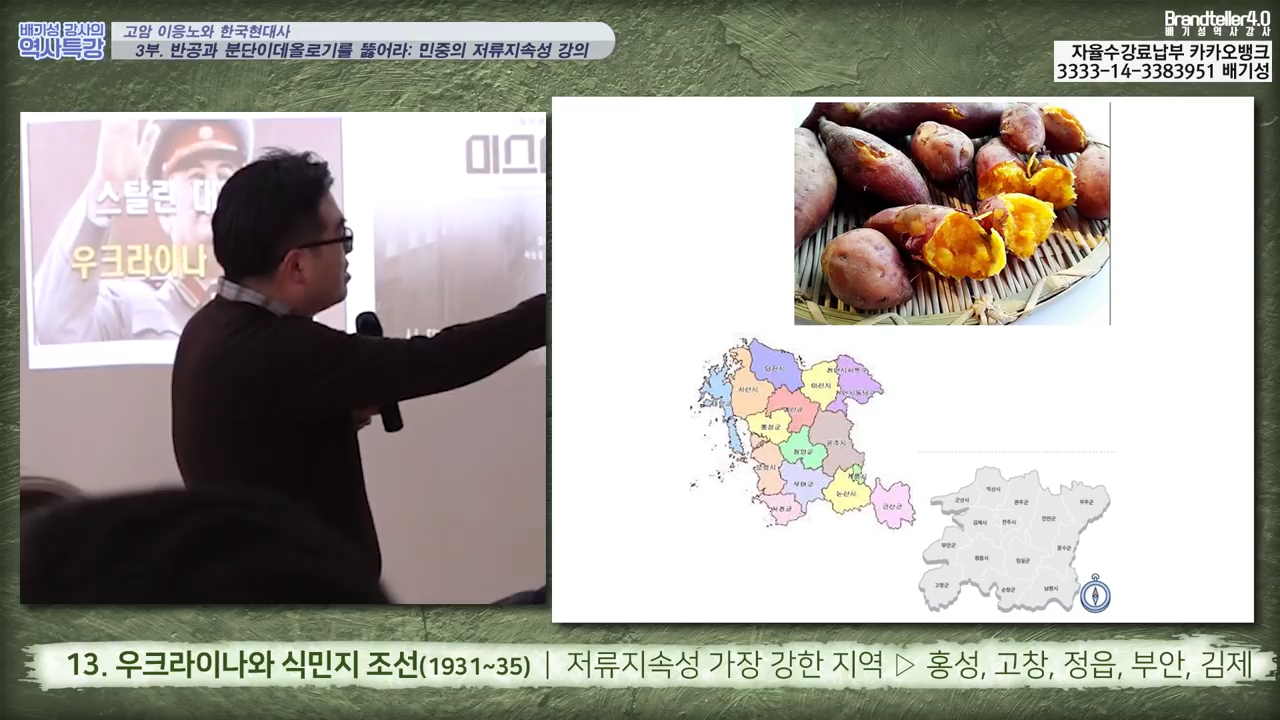 배기성 강사의
역사특강
고암 이응노와 한국현대사
3부. 반공과 분단이데올로기를 뚫어라: 민중의 저류지속성 강의
Brandteller4.0
배기성역사강사
자율수강료납부 카카오뱅크
3333-14-3383951 배기성
스탈린 대
우크라이나
미스
당진시
서산시
아산시
예산군
홍성군
공주시
청양군
보령시
부여군
계룡시
논산시
서천군
금산군
익산시
군산시
완주군
무주군
김제시
전주시
진안군
부안군
장수군
정읍시
임실군
고창군
순창군
남원시
13. 우크라이나와 식민지 조선(1931~35) | 저류지속성 가장 강한 지역 ▷ 홍성, 고창, 정읍, 부안, 김제